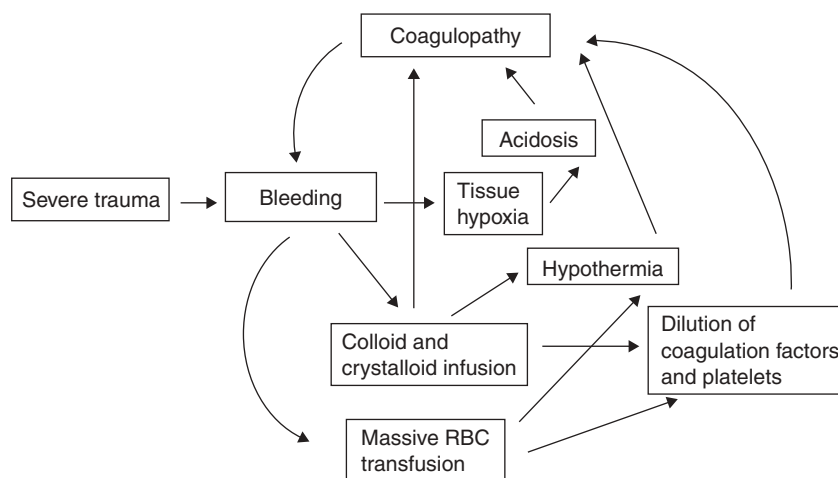 Coagulopathy
Acidosis
Severe trauma
Bleeding
Tissue
hypoxia
Hypothermia
Colloid and
crystalloid infusion
Dilution of
coagulation factors
and platelets
Massive RBC
transfusion